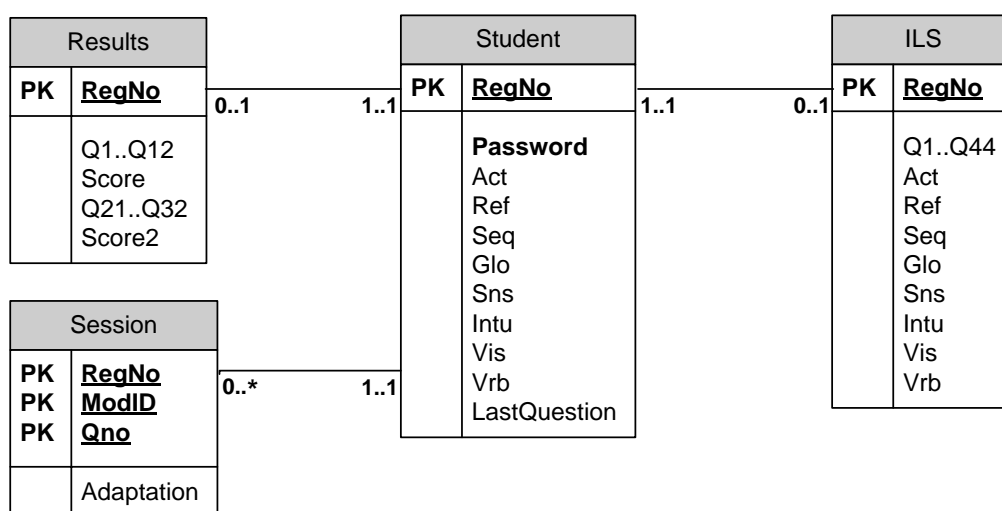 Results
PK RegNo
Q1..Q12
Score
Q21..Q32
Score2
0..1
1..1
Student
PK RegNo
Password
Act
Ref
Seq
Glo
Sns
Intu
Vis
Vrb
LastQuestion
1..1
0..1
ILS
PK RegNo
Q1..Q44
Act
Ref
Seq
Glo
Sns
Intu
Vis
Vrb
Session
PK RegNo
PK ModID
PK Qno
Adaptation
0..*
1..1